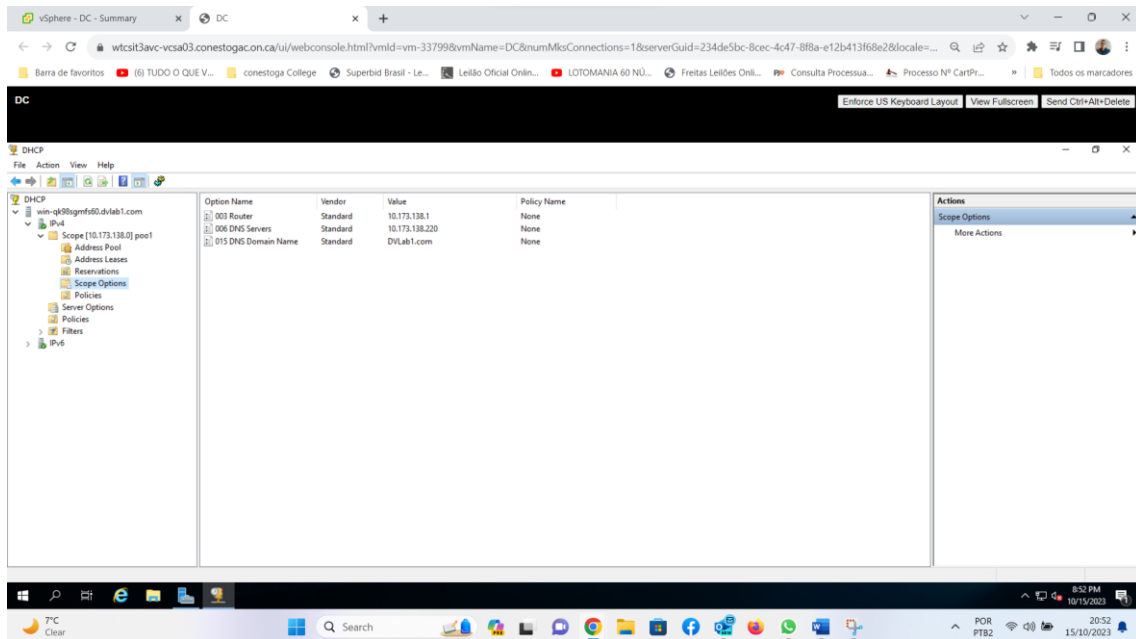 vSphere - DC - Summary
DC
wtcsit3avc-vcsa03.conestogac.on.ca/ui/webconsole.html?vmId=vm-33799&vmName=DC&numMksConnections=1&serverGuid=234de5bc-8cec-4c47-8f8a-e12b413f68e2&locale=...
Barra de favoritos (6) TUDO O QUE V... conestoga College Superbid Brasil - Le... Leilão Oficial Onlin... LOTOMANIA 60 NÚ... Freitas Leilões Onli... Consulta Processua... Processo Nº CartPr... » Todos os marcadores
DC Enforce US Keyboard Layout View Fullscreen Send Ctrl+Alt+Delete
DHCP
File Action View Help
DHCP
win-qk98sgmfs60.dvlab1.com
IPv4
Scope [10.173.138.0] poo1
Address Pool
Address Leases
Reservations
Scope Options
Policies
Server Options
Policies
Filters
IPv6
Option Name Vendor Value Policy Name
003 Router Standard 10.173.138.1 None
006 DNS Servers Standard 10.173.138.220 None
015 DNS Domain Name Standard DVLab1.com None
Actions
Scope Options
More Actions
8:52 PM
10/15/2023
7°C
Clear
Search
POR
PTB2
20:52
15/10/2023